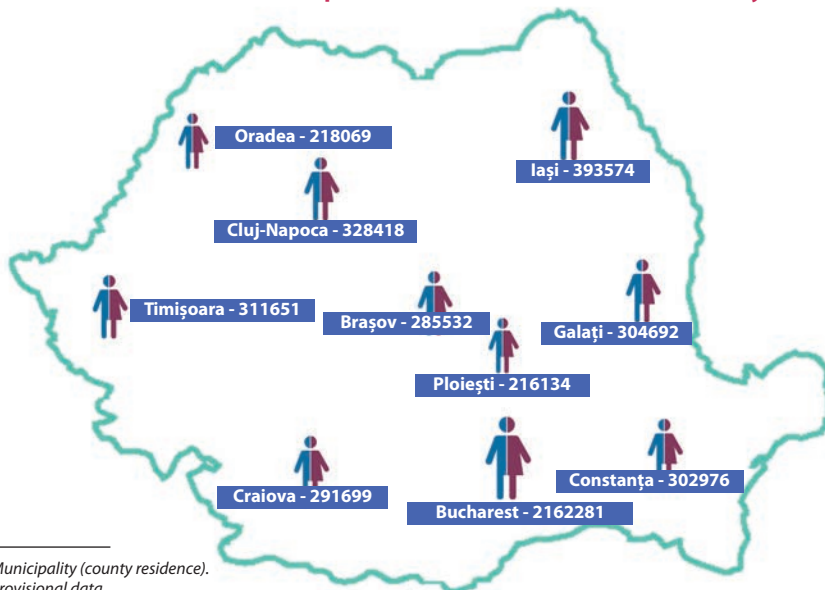 Oradea - 218069
Iași - 393574
Cluj-Napoca - 328418
Timișoara - 311651
Brașov - 285532
Galați - 304692
Ploiești - 216134
Craiova - 291699
Constanța - 302976
Bucharest - 2162281
Municipality (county residence).